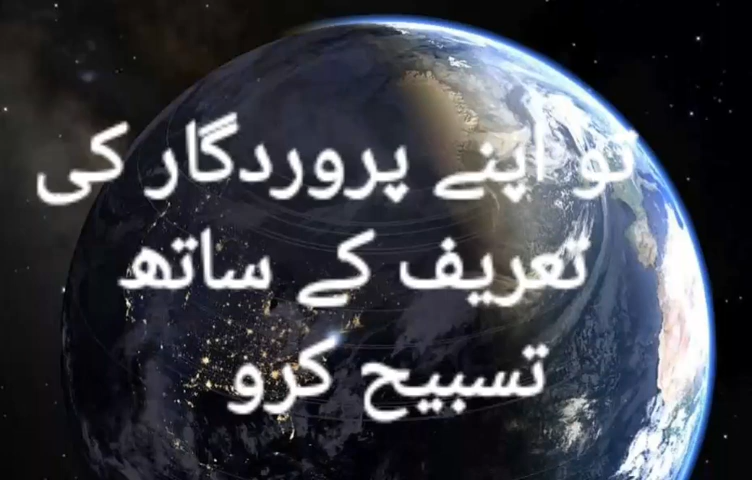 تو اپنے پروردگار کی
تعریف کے ساتھ
تسبیح کرو